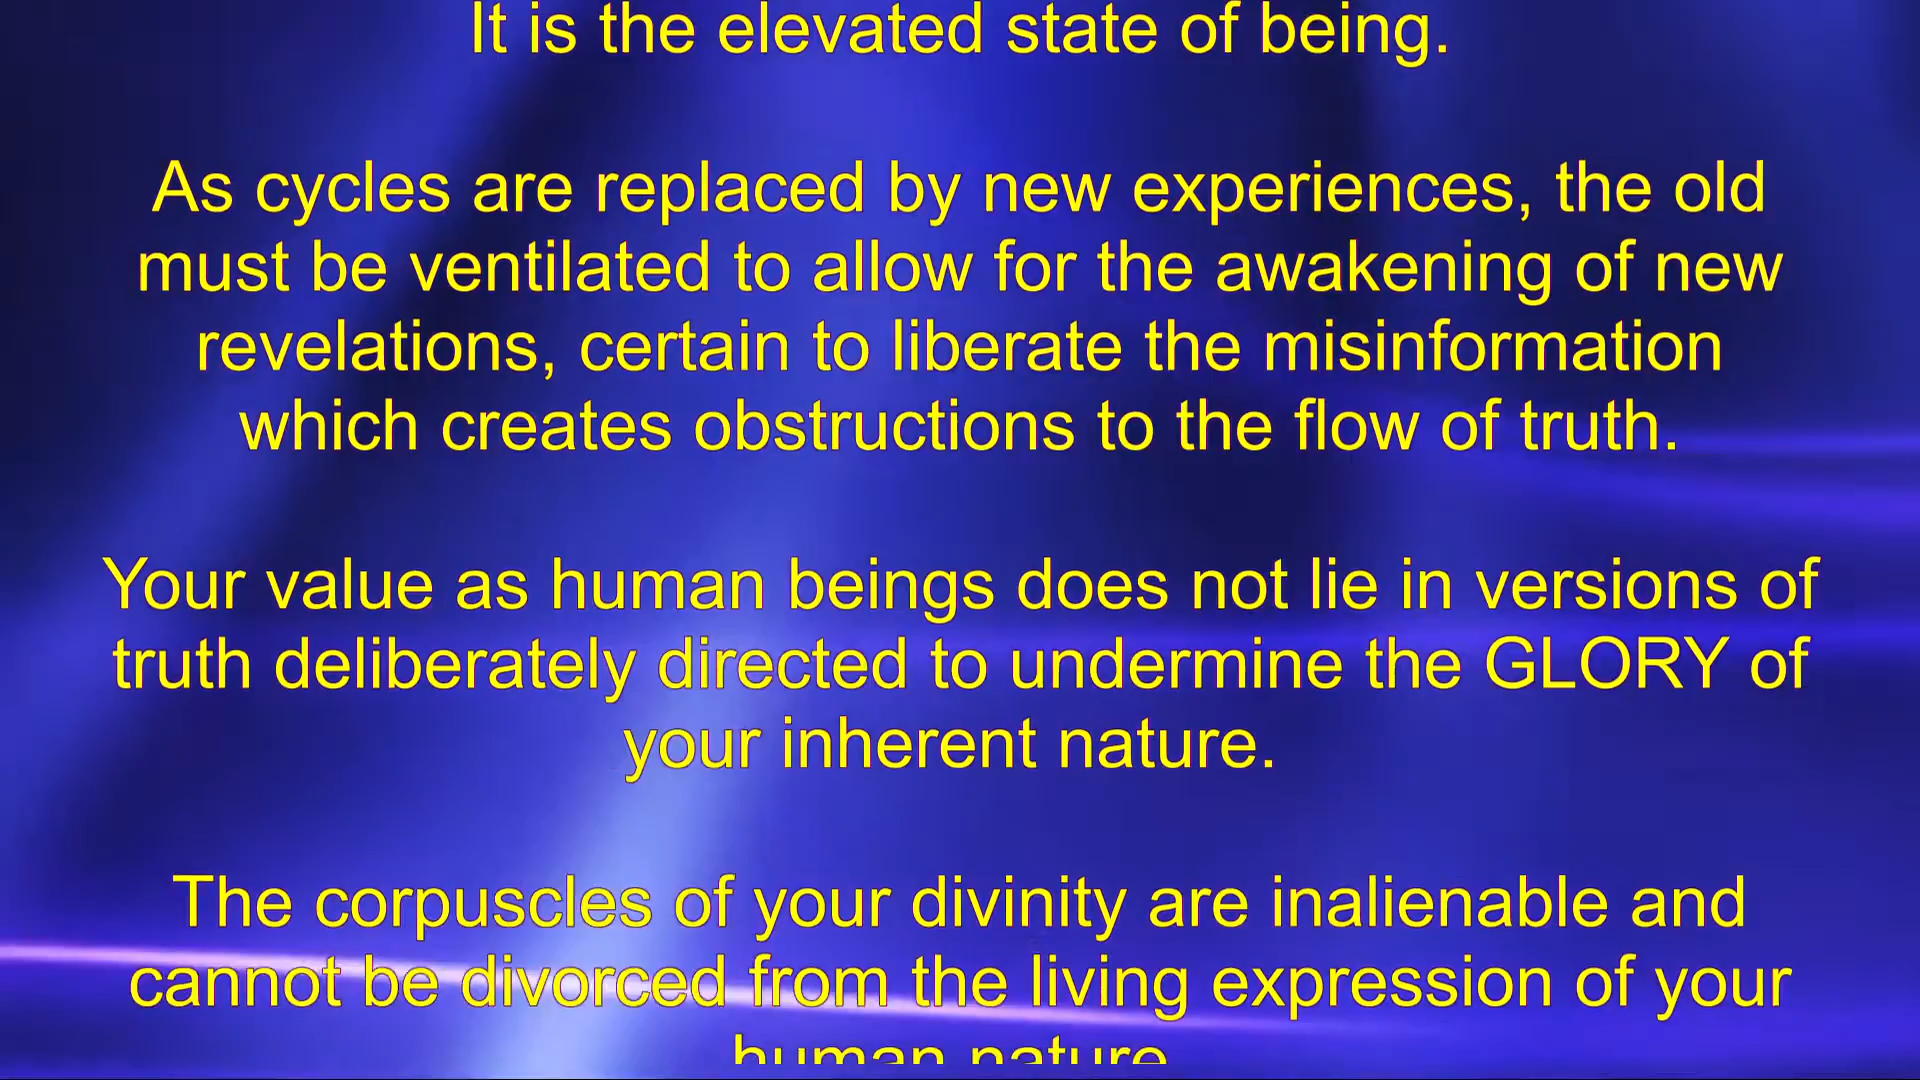 It is the elevated state of being.
As cycles are replaced by new experiences, the old
must be ventilated to allow for the awakening of new
revelations, certain to liberate the misinformation
which creates obstructions to the flow of truth.
Your value as human beings does not lie in versions of
truth deliberately directed to undermine the GLORY of
your inherent nature.
The corpuscles of your divinity are inalienable and
cannot be divorced from the living expression of your
human nature